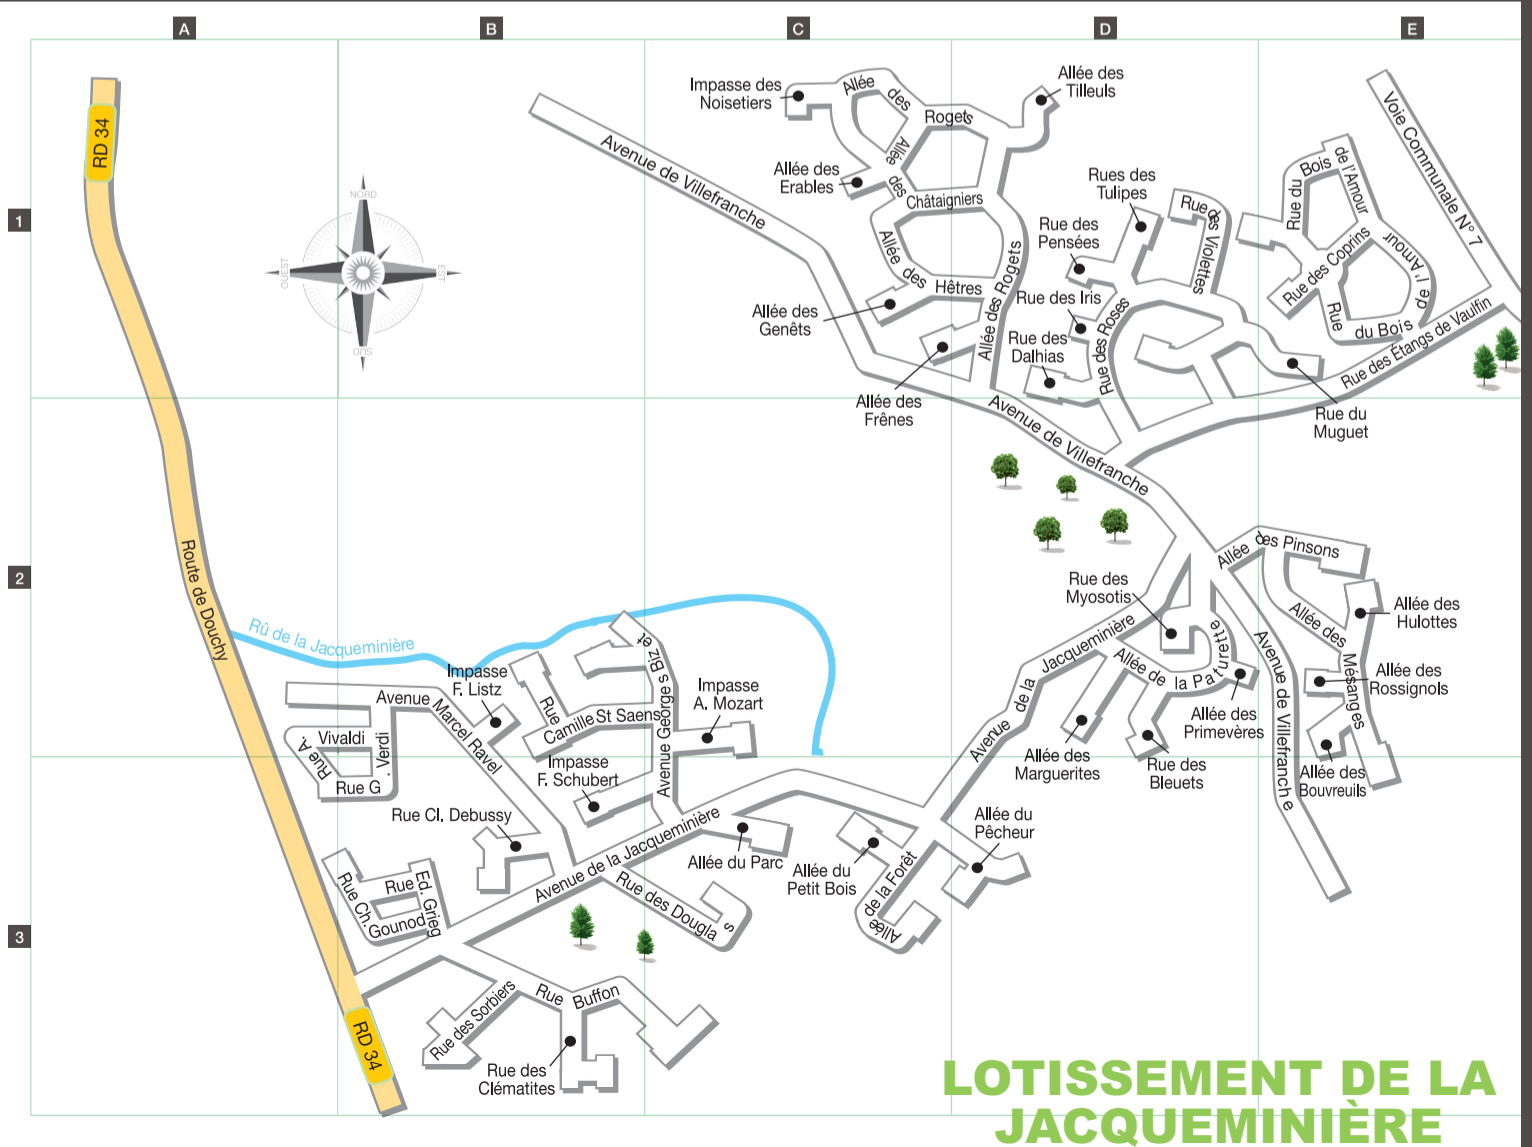 A
B
C
D
E
1
2
3
RD 34
Route de Douchy
RD 34
NORD
EST
SUD
OUEST
Rû de la Jacqueminière
Avenue de Villefranche
Impasse des
Noisetiers
Allée des Rogets
Allée des
Tilleuls
Allée des
Erables
Allée des Châtaigniers
Allée des Hêtres
Allée des
Genêts
Allée des Rogets
Allée des
Frênes
Rues des
Tulipes
Rue des
Pensées
Rue des Violettes
Rue des Iris
Rue des
Dalhias
Rue des Roses
Rue du Bois de l'Amour
Rue des Coprins
Rue du Bois de l'Amour
Voie Communale N° 7
Rue des Étangs de Vaulfin
Rue du
Muguet
Avenue de Villefranche
Allée des Pinsons
Allée des
Hulottes
Allée des Mésanges
Allée des
Rossignols
Allée des
Bouvreuils
Avenue de Villefranche
Rue des
Myosotis
Allée de la Paterette
Allée des
Primevères
Rue des
Bleuets
Allée des
Marguerites
Avenue de la Jacqueminière
Impasse
F. Listz
Avenue Marcel Ravel
Rue Camille St Saens
Avenue George s Biz et
Impasse
A. Mozart
Impasse
F. Schubert
Rue A. Vivaldi
Rue G . Verdi
Rue Cl. Debussy
Rue Ch. Gounod
Rue Ed. Grieg
Avenue de la Jacqueminière
Allée du Parc
Rue des Dougla s
Allée du
Petit Bois
Allée de la Forêt
Allée du
Pêcheur
Rue des Sorbiers
Rue Buffon
Rue des
Clématites
LOTISSEMENT DE LA
JACQUEMINIÈRE